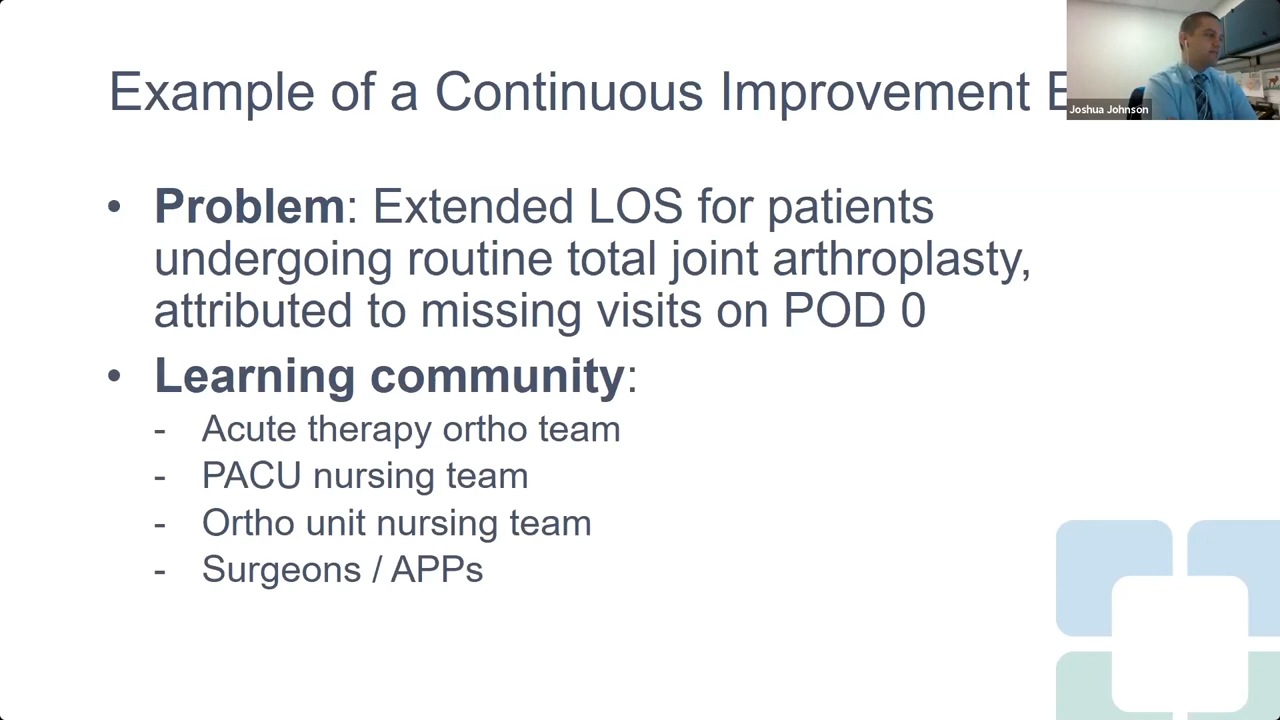 Example of a Continuous Improvement E
Joshua Johnson
• Problem: Extended LOS for patients
undergoing routine total joint arthroplasty,
attributed to missing visits on POD 0
• Learning community:
- Acute therapy ortho team
- PACU nursing team
- Ortho unit nursing team
- Surgeons / APPs